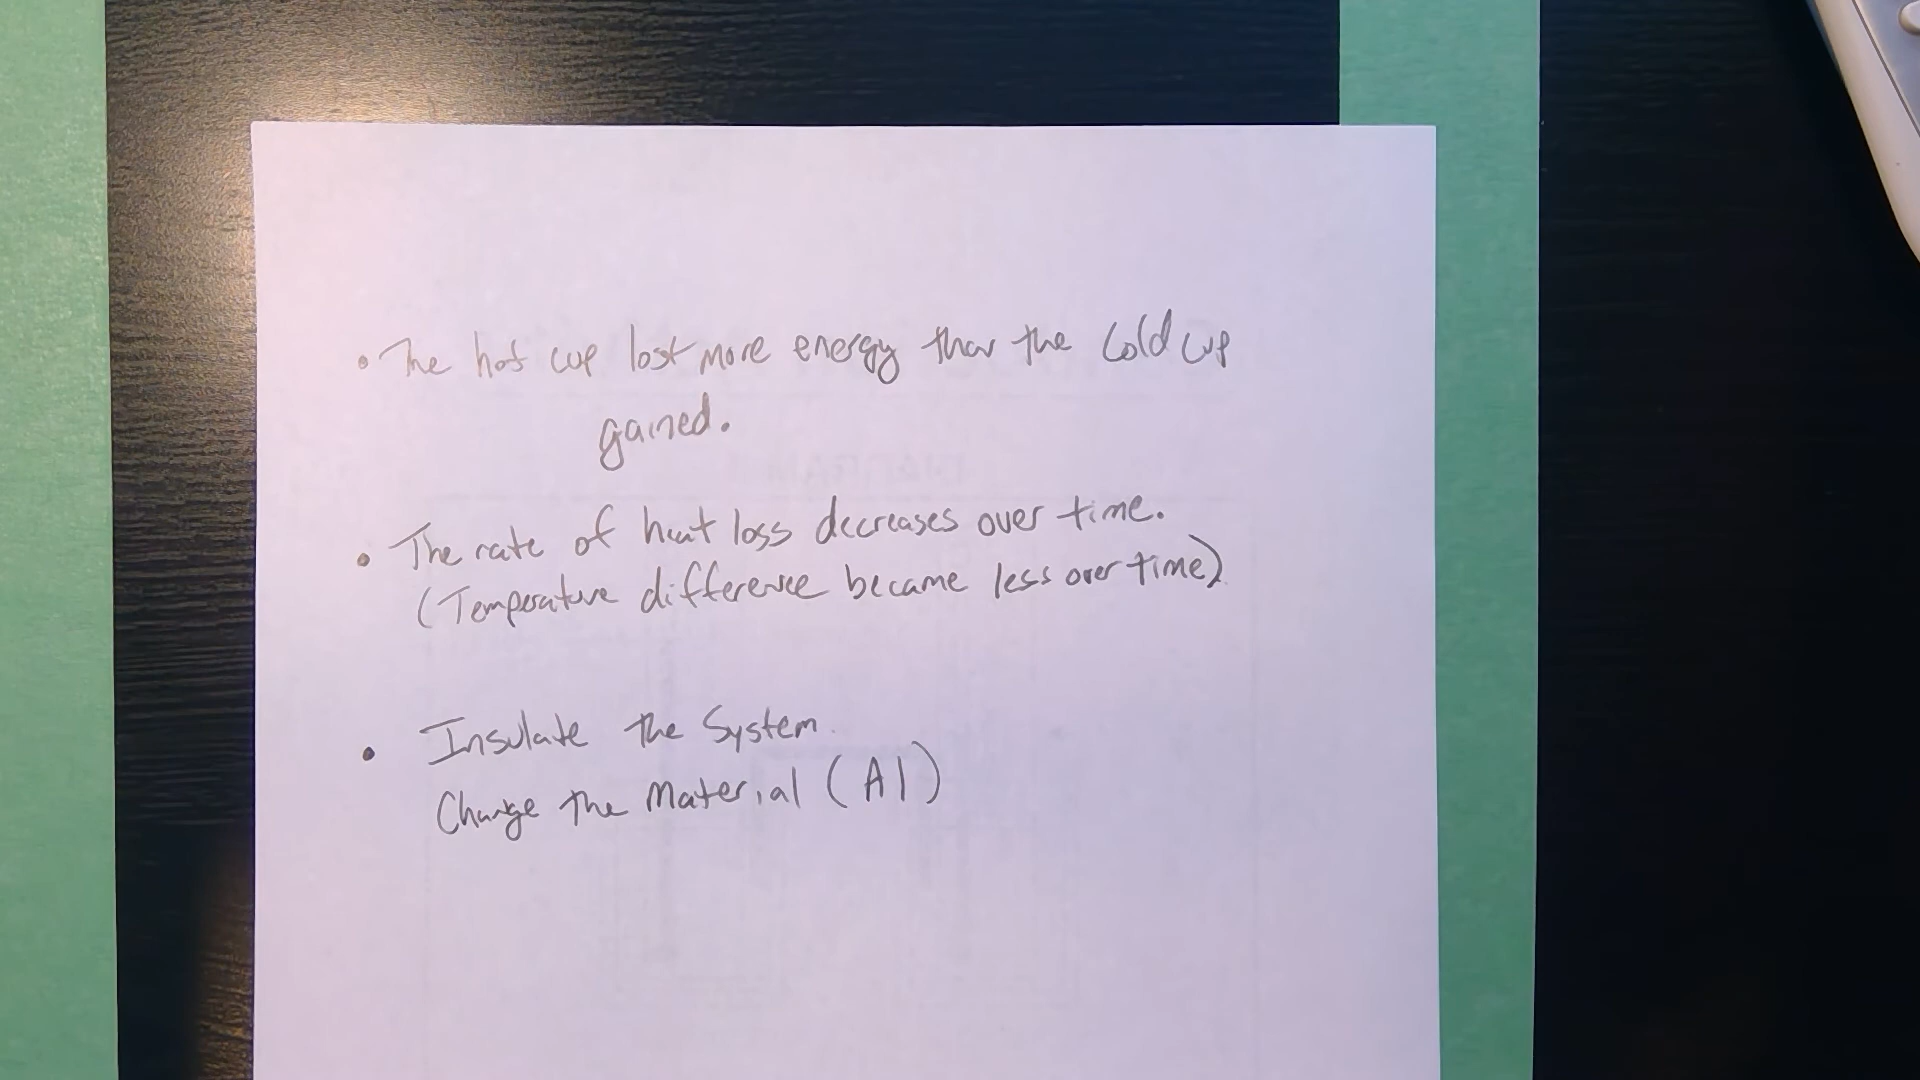 • The hot cup lost more energy than the cold cup
gained.
• The rate of heat loss decreases over time.
(Temperature difference became less over time)
• Insulate the System.
Change the Material (Al)